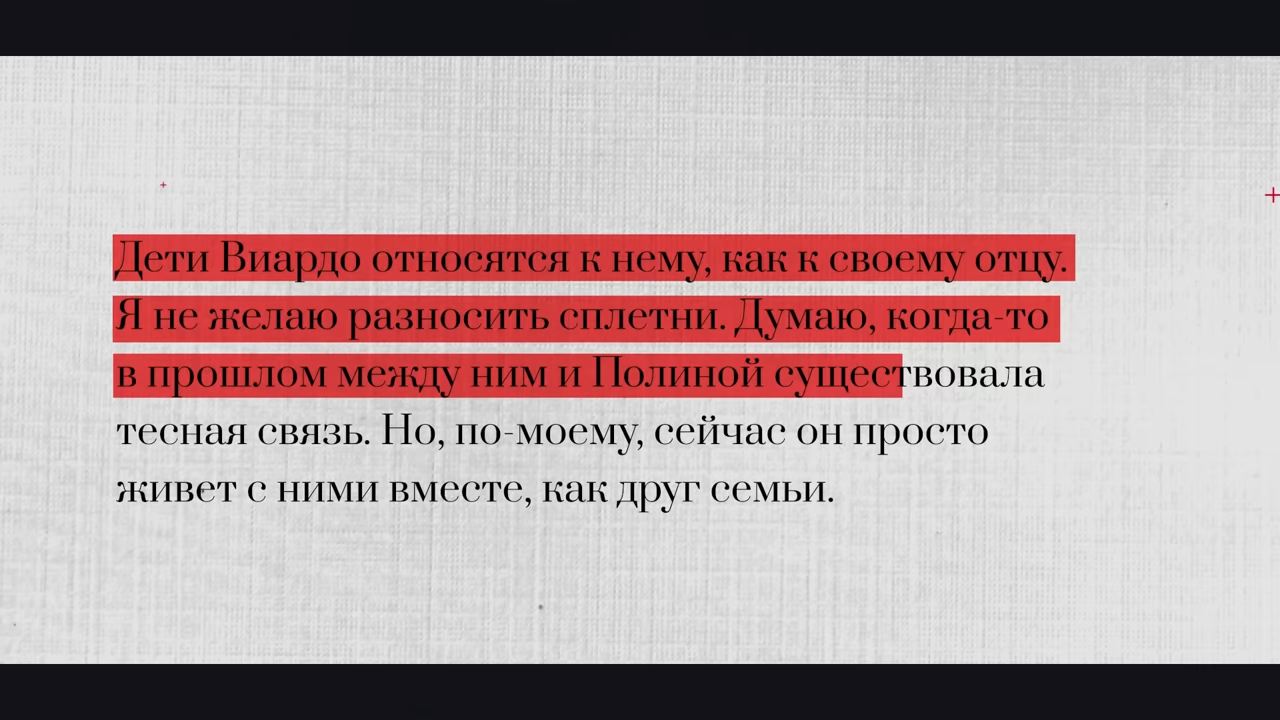 Дети Виардо относятся к нему, как к своему отцу.
Я не желаю разносить сплетни. Думаю, когда-то
в прошлом между ним и Полиной существовала
тесная связь. Но, по-моему, сейчас он просто
живет с ними вместе, как друг семьи.